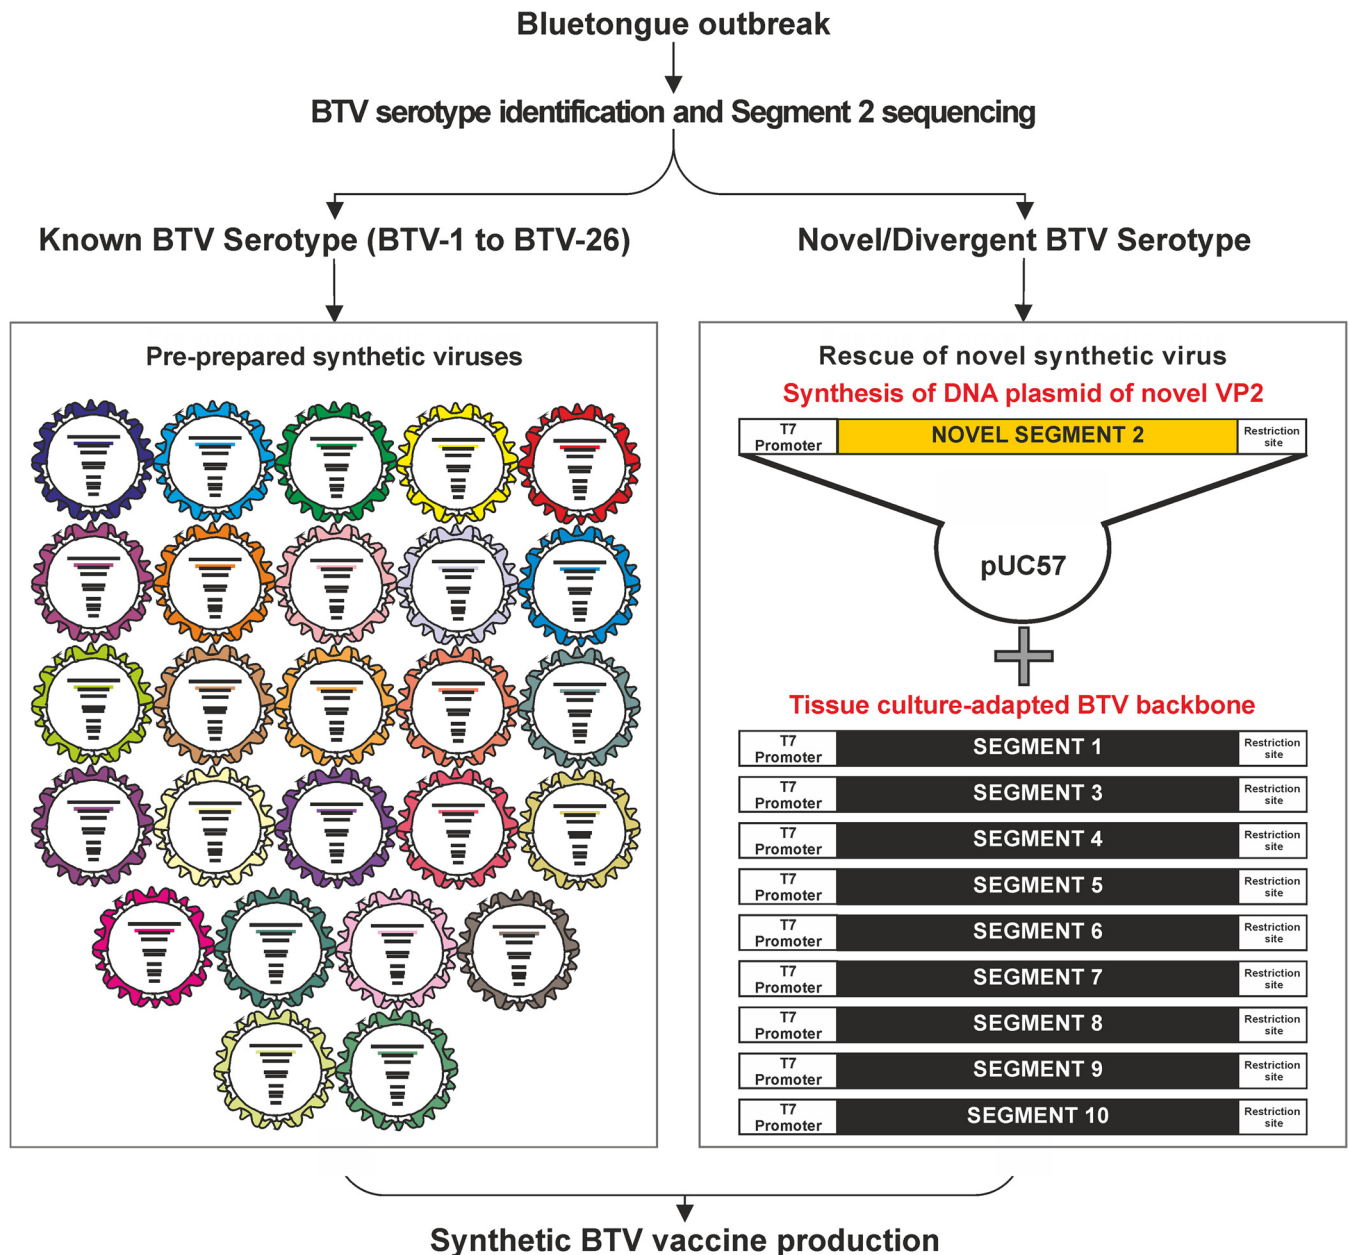 Bluetongue outbreak
BTV serotype identification and Segment 2 sequencing
Known BTV Serotype (BTV-1 to BTV-26)
Novel/Divergent BTV Serotype
Pre-prepared synthetic viruses
Rescue of novel synthetic virus
Synthesis of DNA plasmid of novel VP2
T7
Promoter
NOVEL SEGMENT 2
Restriction
site
pUC57
Tissue culture-adapted BTV backbone
T7
Promoter
SEGMENT 1
Restriction
site
T7
Promoter
SEGMENT 3
Restriction
site
T7
Promoter
SEGMENT 4
Restriction
site
T7
Promoter
SEGMENT 5
Restriction
site
T7
Promoter
SEGMENT 6
Restriction
site
T7
Promoter
SEGMENT 7
Restriction
site
T7
Promoter
SEGMENT 8
Restriction
site
T7
Promoter
SEGMENT 9
Restriction
site
T7
Promoter
SEGMENT 10
Restriction
site
Synthetic BTV vaccine production